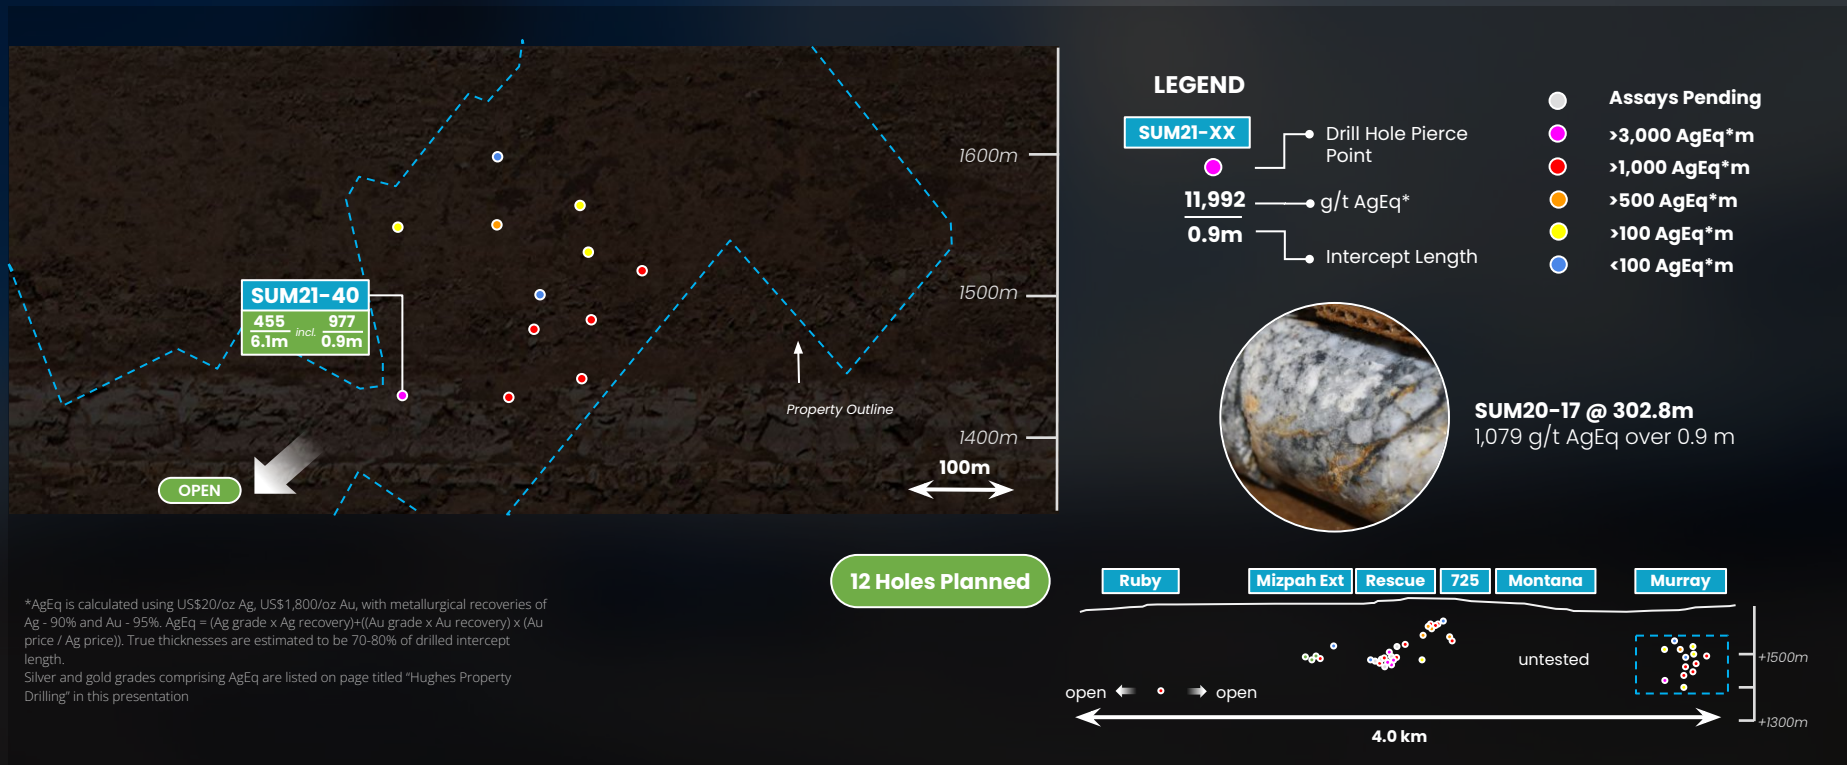 LEGEND
SUM21-XX
Drill Hole Pierce
Point
11,992
g/t AgEq*
0.9m
Intercept Length
Assays Pending
>3,000 AgEq*m
>1,000 AgEq*m
>500 AgEq*m
>100 AgEq*m
<100 AgEq*m
1600m
1500m
1400m
100m
SUM21-40
455 incl. 977
6.1m 0.9m
Property Outline
OPEN
SUM20-17 @ 302.8m
1,079 g/t AgEq over 0.9 m
12 Holes Planned
Ruby
Mizpah Ext
Rescue
725
Montana
Murray
untested
open
open
+1500m
+1300m
4.0 km
*AgEq is calculated using US$20/oz Ag, US$1,800/oz Au, with metallurgical recoveries of
Ag - 90% and Au - 95%. AgEq = (Ag grade x Ag recovery)+((Au grade x Au recovery) x (Au
price / Ag price)). True thicknesses are estimated to be 70-80% of drilled intercept
length.
Silver and gold grades comprising AgEq are listed on page titled “Hughes Property
Drilling” in this presentation